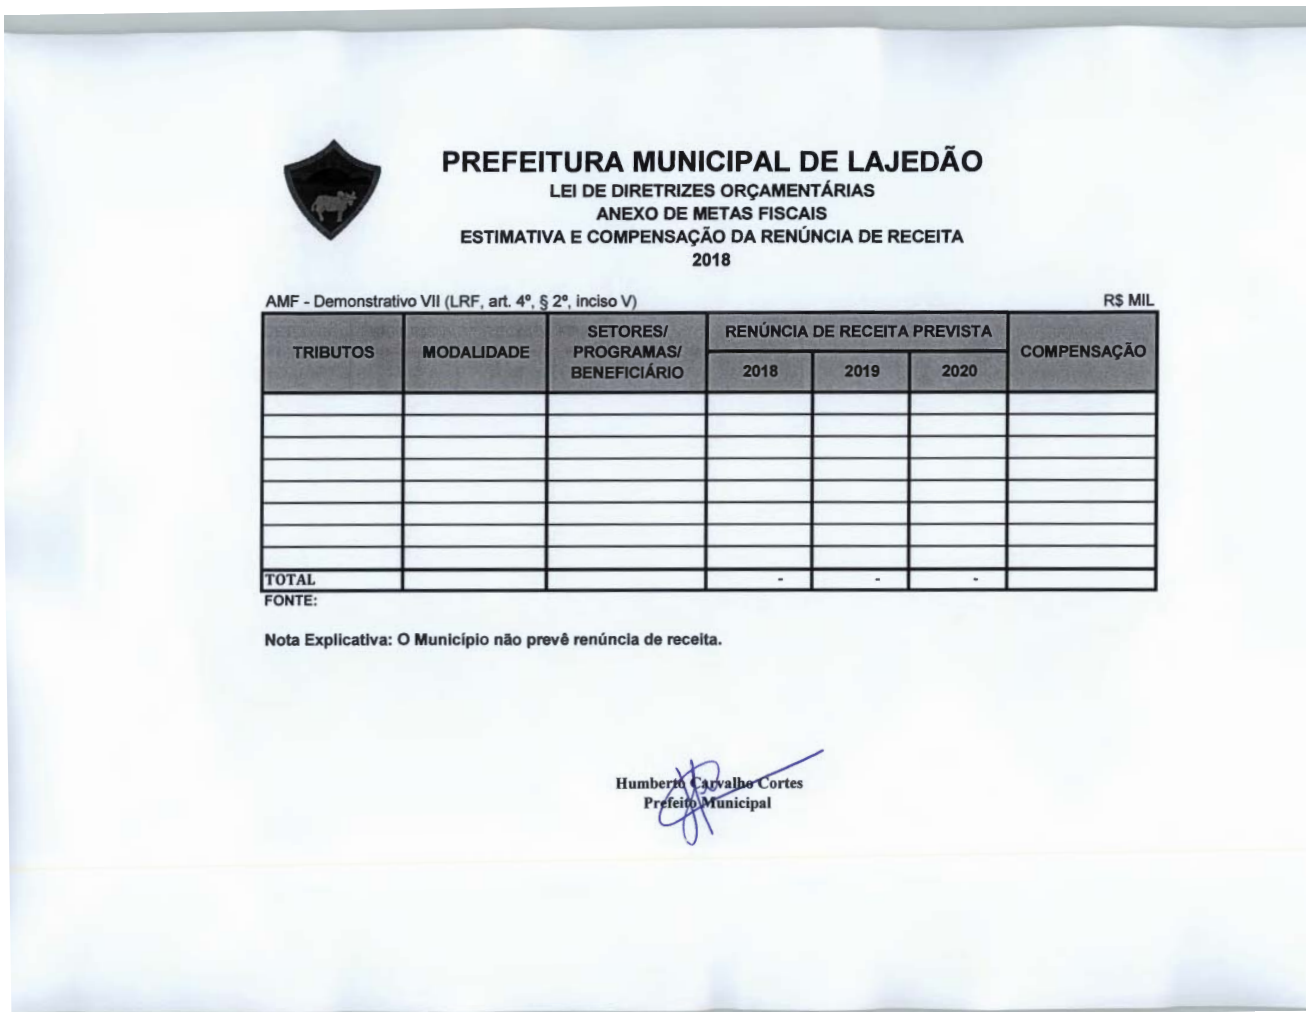 PREFEITURA MUNICIPAL DE LAJEDÃO
LEI DE DIRETRIZES ORÇAMENTÁRIAS
ANEXO DE METAS FISCAIS
ESTIMATIVA E COMPENSAÇÃO DA RENÚNCIA DE RECEITA
2018
AMF - Demonstrativo VII (LRF, art. 4º, § 2º, inciso V) R$ MIL
TRIBUTOS MODALIDADE SETORES/ PROGRAMAS/ BENEFICIÁRIO RENÚNCIA DE RECEITA PREVISTA COMPENSAÇÃO
2018 2019 2020
TOTAL - - -
FONTE:
Nota Explicativa: O Município não prevê renúncia de receita.
Humberto Carvalho Cortes
Prefeito Municipal